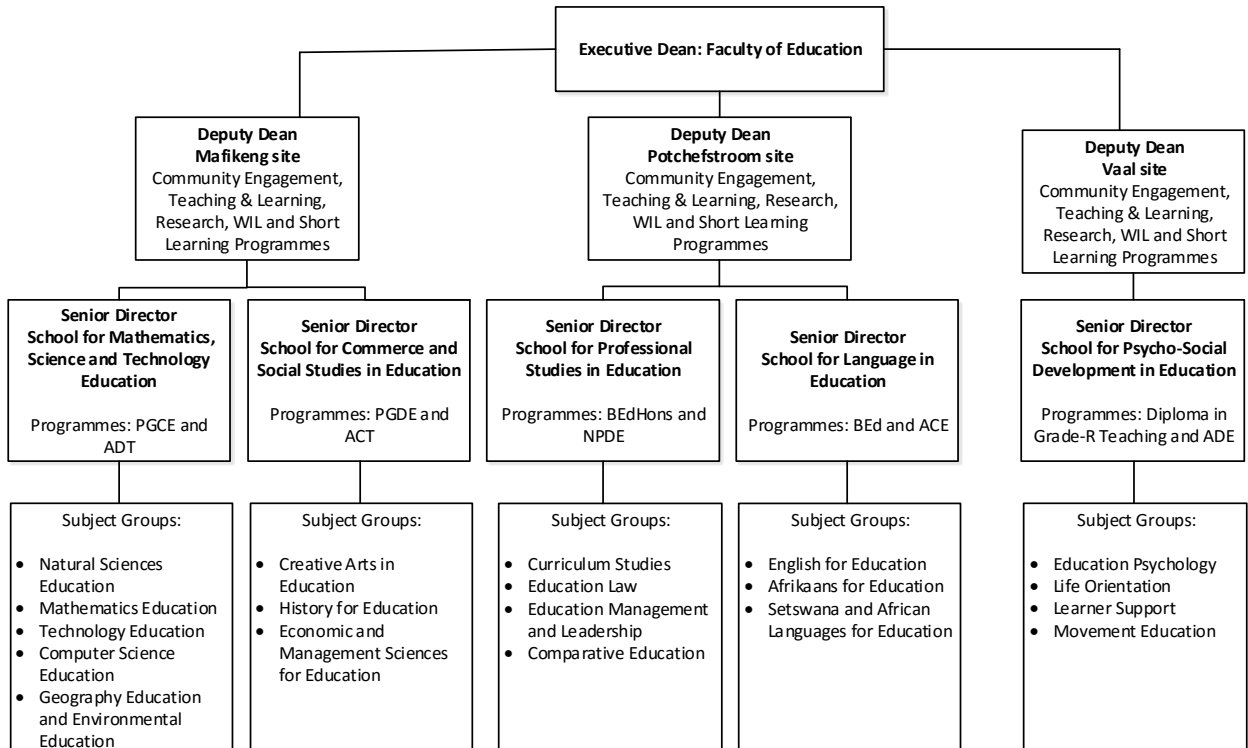 Executive Dean: Faculty of Education
Deputy Dean
Mafikeng site
Community Engagement,
Teaching & Learning,
Research, WIL and Short
Learning Programmes
Deputy Dean
Potchefstroom site
Community Engagement,
Teaching & Learning, Research,
WIL and Short Learning
Programmes
Deputy Dean
Vaal site
Community Engagement,
Teaching & Learning,
Research, WIL and Short
Learning Programmes
Senior Director
School for Mathematics,
Science and Technology
Education
Programmes: PGCE and
ADT
Senior Director
School for Commerce and
Social Studies in Education
Programmes: PGDE and
ACT
Senior Director
School for Professional
Studies in Education
Programmes: BEdHons and
NPDE
Senior Director
School for Language in
Education
Programmes: BEd and ACE
Senior Director
School for Psycho-Social
Development in Education
Programmes: Diploma in
Grade-R Teaching and ADE
Subject Groups:
• Natural Sciences
Education
• Mathematics Education
• Technology Education
• Computer Science
Education
• Geography Education
and Environmental
Education
Subject Groups:
• Creative Arts in
Education
• History for Education
• Economic and
Management Sciences
for Education
Subject Groups:
• Curriculum Studies
• Education Law
• Education Management
and Leadership
• Comparative Education
Subject Groups:
• English for Education
• Afrikaans for Education
• Setswana and African
Languages for Education
Subject Groups:
• Education Psychology
• Life Orientation
• Learner Support
• Movement Education